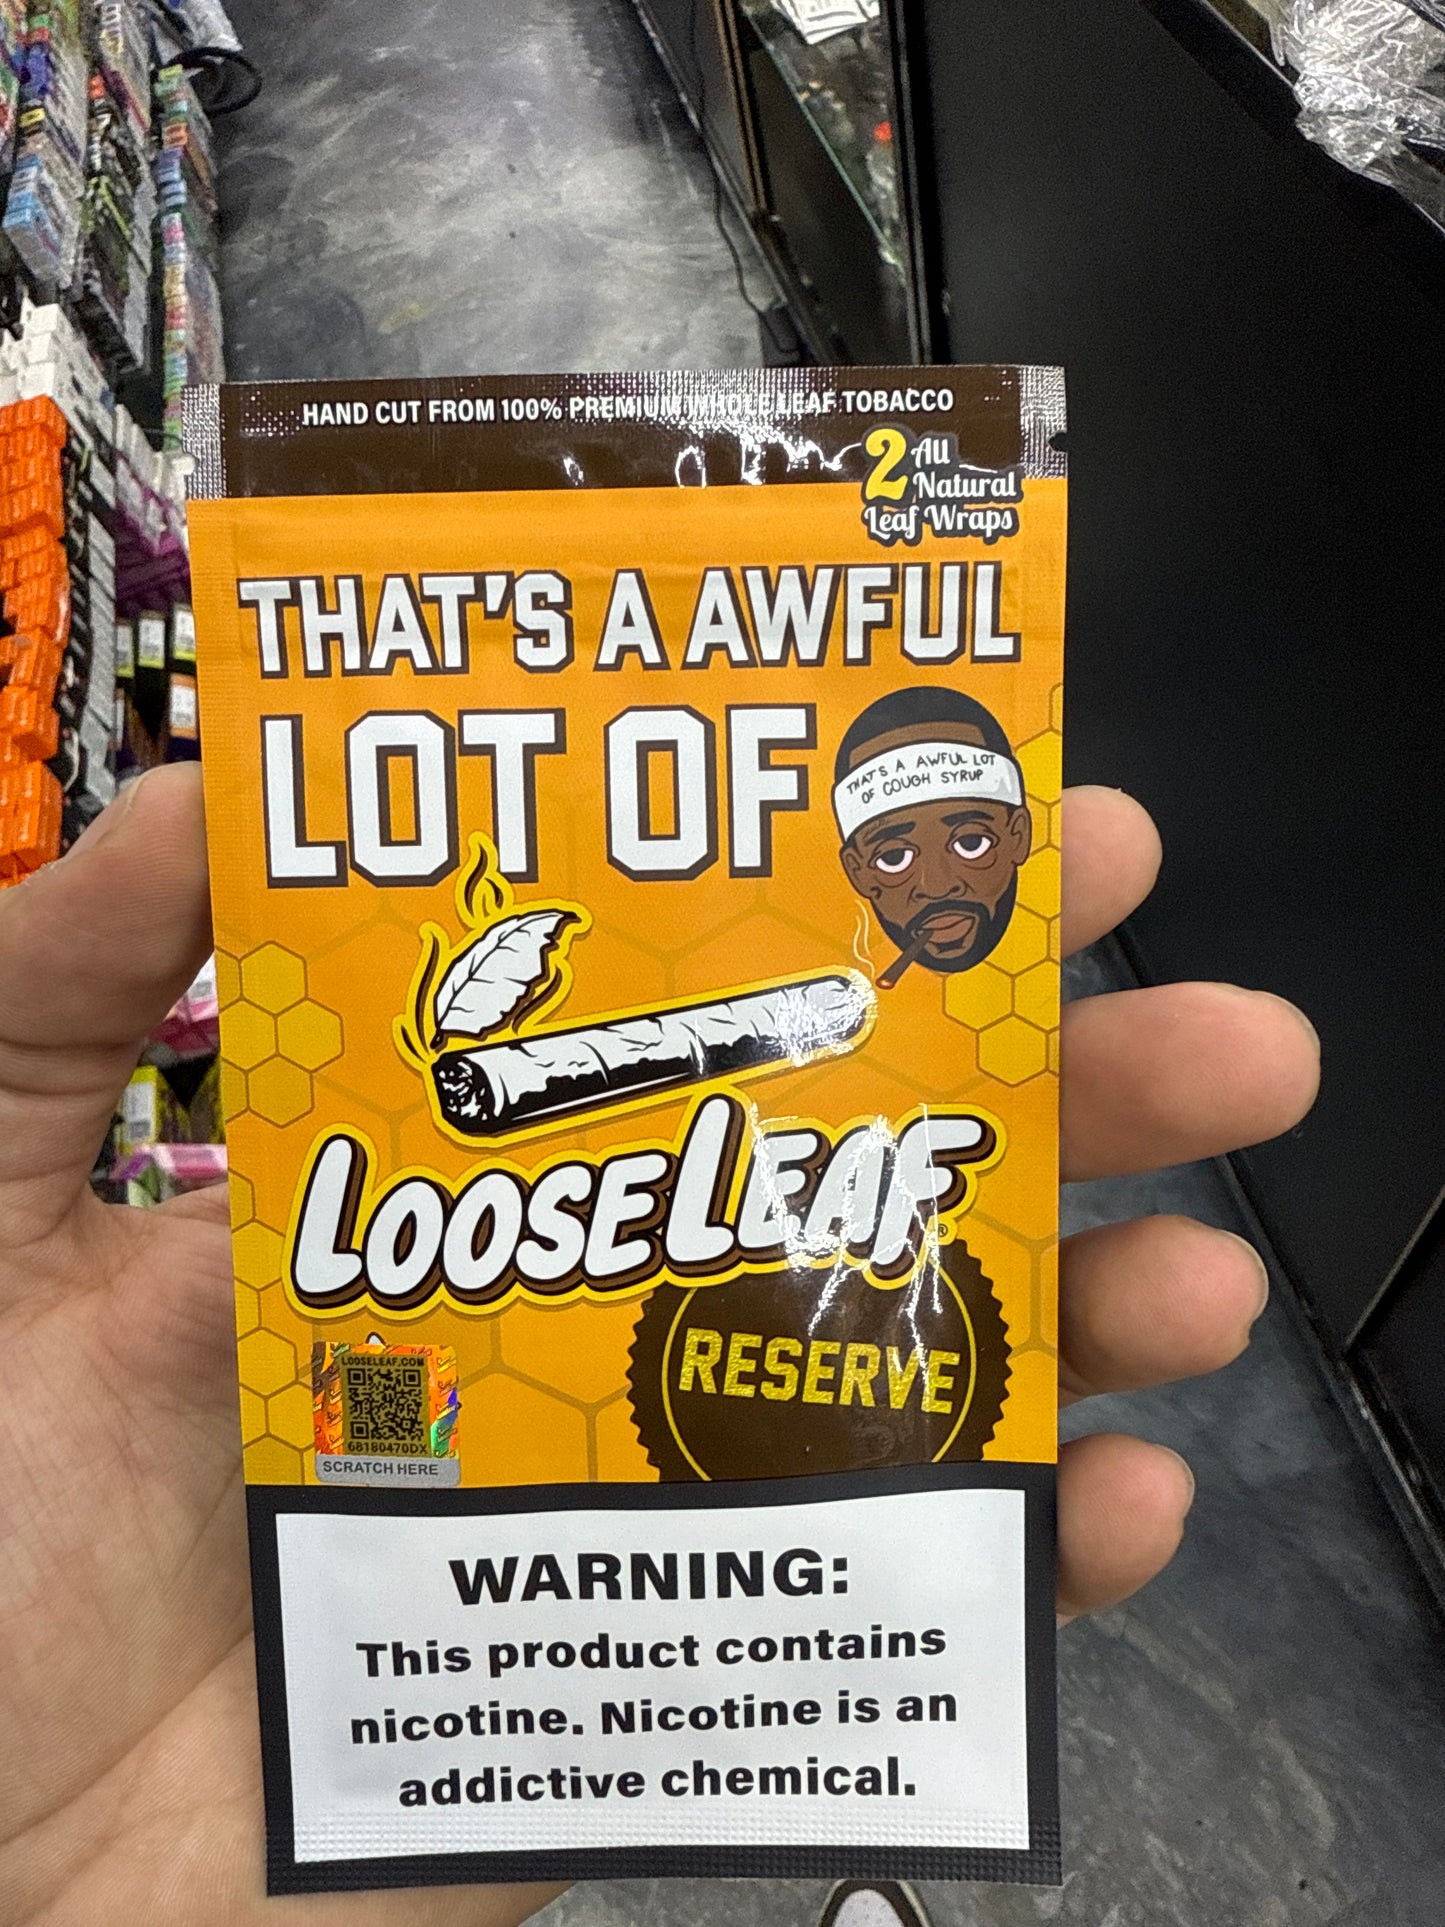 HAND CUT FROM 100% PREMIUM WHOLE LEAF TOBACCO
2 All
Natural
Leaf Wraps
THAT'S A AWFUL
LOT OF
THAT'S A AWFUL LOT
OF COUGH SYRUP
LOOSELEAF®
RESERVE
LOOSELEAF.COM
68180470DX
SCRATCH HERE
WARNING:
This product contains
nicotine. Nicotine is an
addictive chemical.